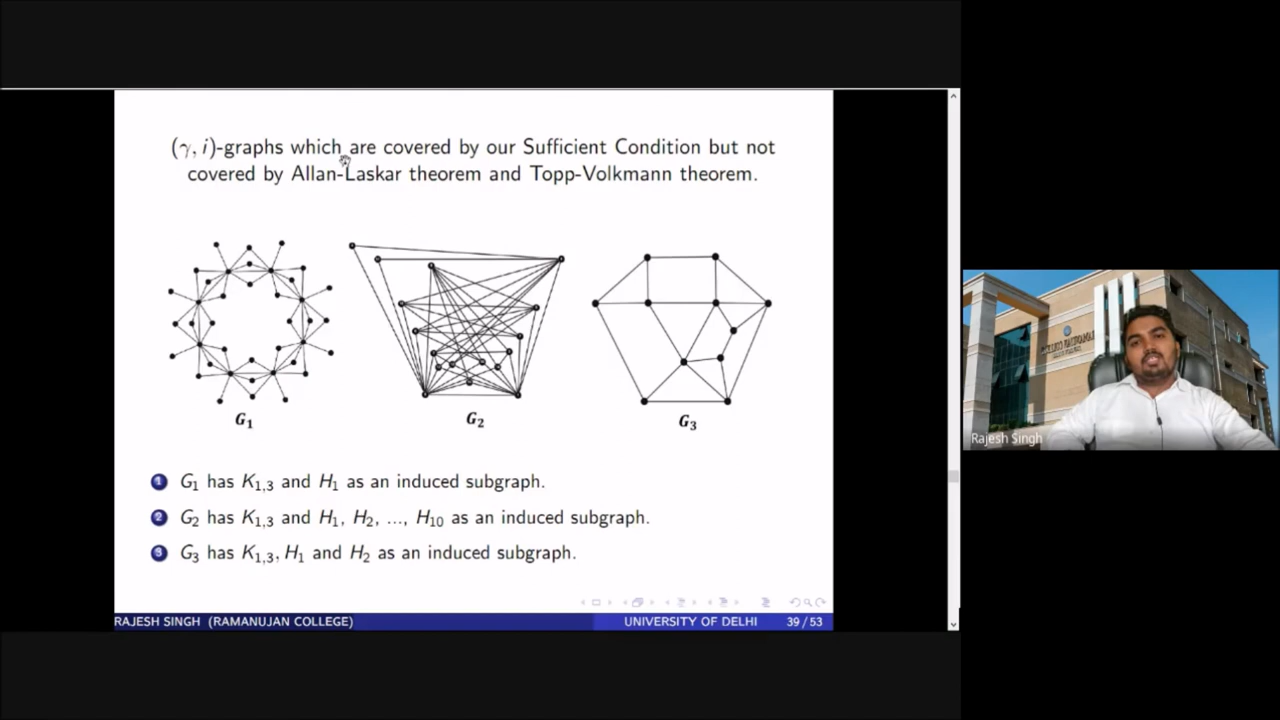 (γ, i)-graphs which are covered by our Sufficient Condition but not
covered by Allan-Laskar theorem and Topp-Volkmann theorem.
G₁
G₂
G₃
1 G₁ has K₁,₃ and H₁ as an induced subgraph.
2 G₂ has K₁,₃ and H₁, H₂, ..., H₁₀ as an induced subgraph.
3 G₃ has K₁,₃, H₁ and H₂ as an induced subgraph.
RAJESH SINGH (RAMANUJAN COLLEGE) UNIVERSITY OF DELHI 39 / 53
Rajesh Singh